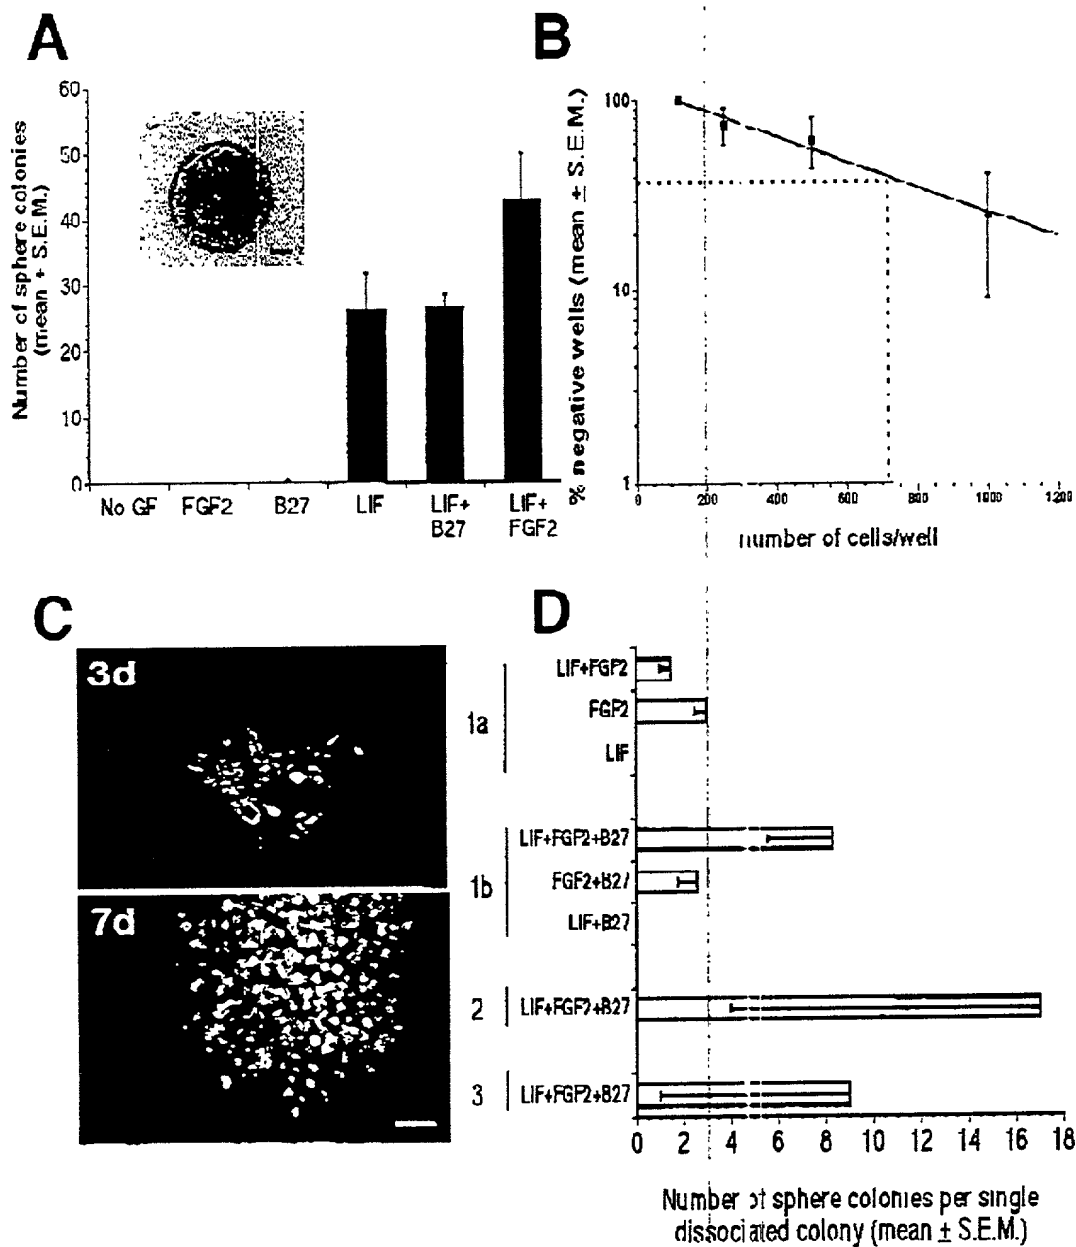 A
Number of sphere colonies
(mean + S.E.M.)
60
50
40
30
20
10
0
No GF
FGF2
B27
LIF
LIF+
B27
LIF+
FGF2
B
% negative wells (mean ± S.E.M.)
100
10
1
0
200
400
600
800
1000
1200
number of cells/well
C
3d
7d
D
1a
LIF+FGF2
FGF2
LIF
1b
LIF+FGF2+B27
FGF2+B27
LIF+B27
2
LIF+FGF2+B27
3
LIF+FGF2+B27
0 2 4 6 8 10 12 14 16 18
Number of sphere colonies per single
dissociated colony (mean ± S.E.M.)